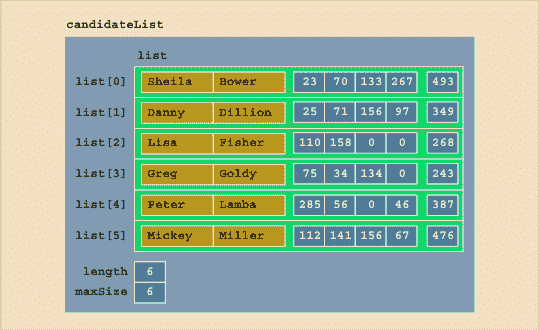 candidateList
list
list[0] Sheila Bower 23 70 133 267 493
list[1] Danny Dillion 25 71 156 97 349
list[2] Lisa Fisher 110 158 0 0 268
list[3] Greg Goldy 75 34 134 0 243
list[4] Peter Lamba 285 56 0 46 387
list[5] Mickey Miller 112 141 156 67 476
length 6
maxSize 6